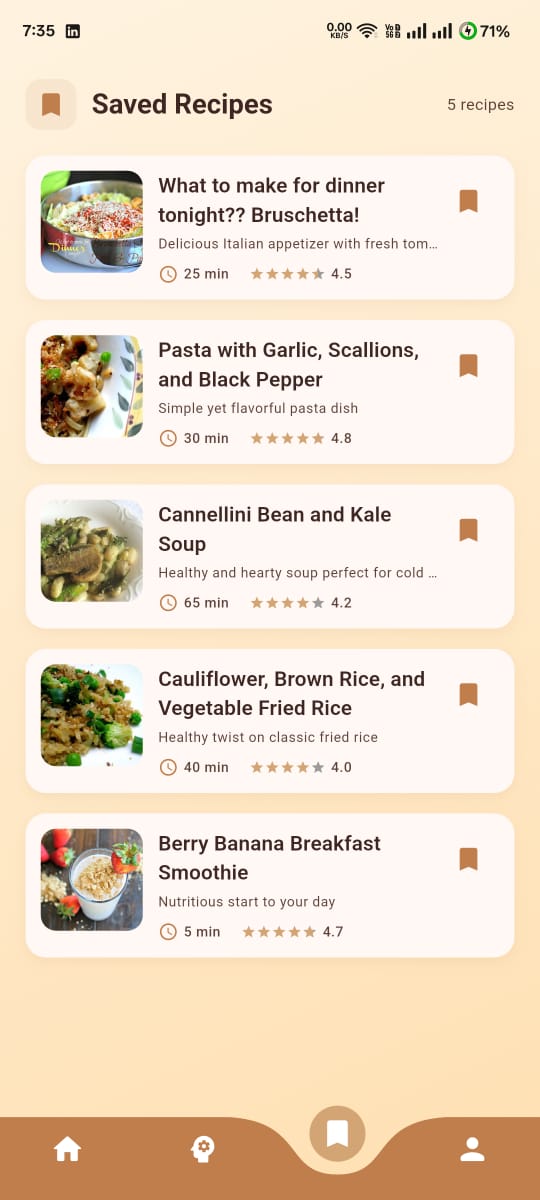 7:35 in 0.00 KB/S Vo 5G 71%
Saved Recipes
5 recipes
What to make for dinner
tonight?? Bruschetta!
Delicious Italian appetizer with fresh tom…
25 min 4.5
Dinner
Pasta with Garlic, Scallions,
and Black Pepper
Simple yet flavorful pasta dish
30 min 4.8
Cannellini Bean and Kale
Soup
Healthy and hearty soup perfect for cold …
65 min 4.2
Cauliflower, Brown Rice, and
Vegetable Fried Rice
Healthy twist on classic fried rice
40 min 4.0
Berry Banana Breakfast
Smoothie
Nutritious start to your day
5 min 4.7